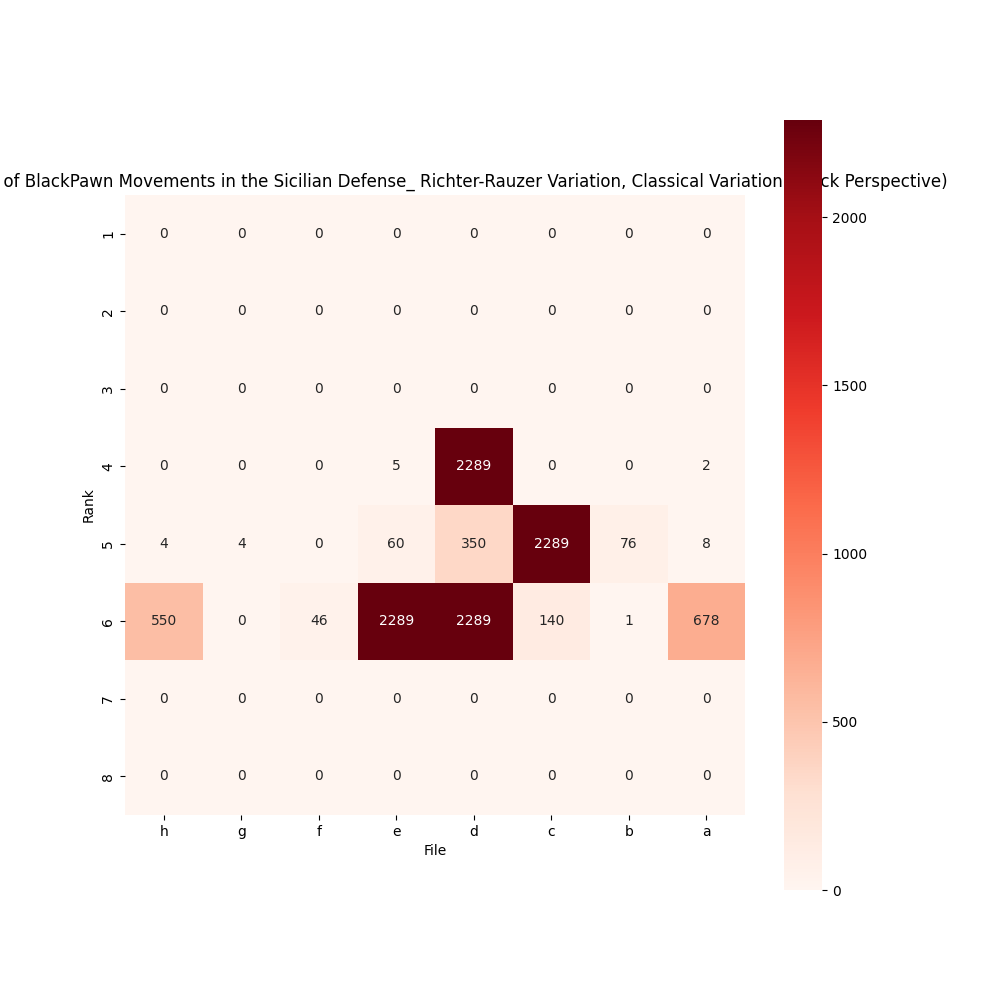 of BlackPawn Movements in the Sicilian Defense_ Richter-Rauzer Variation, Classical Variation ck Perspective)
1 0 0 0 0 0 0 0 0
2 0 0 0 0 0 0 0 0
3 0 0 0 0 0 0 0 0
4 0 0 0 5 2289 0 0 2
5 4 4 0 60 350 2289 76 8
6 550 0 46 2289 2289 140 1 678
7 0 0 0 0 0 0 0 0
8 0 0 0 0 0 0 0 0
h g f e d c b a
File
Rank
2000
1500
1000
500
0